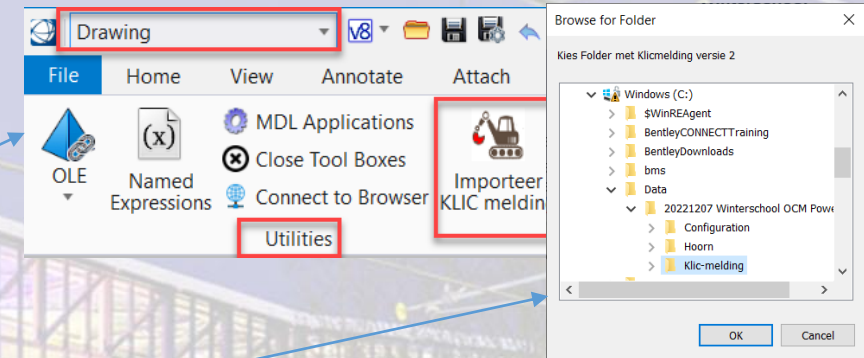 Drawing
V8
File Home View Annotate Attach
OLE
(x)
Named
Expressions
MDL Applications
Close Tool Boxes
Connect to Browser
Importeer
KLIC meldin
Utilities
Browse for Folder
Kies Folder met Klicmelding versie 2
Windows (C:)
$WinREAgent
BentleyCONNECTTraining
BentleyDownloads
bms
Data
20221207 Winterschool OCM Powe
Configuration
Hoorn
Klic-melding
OK Cancel